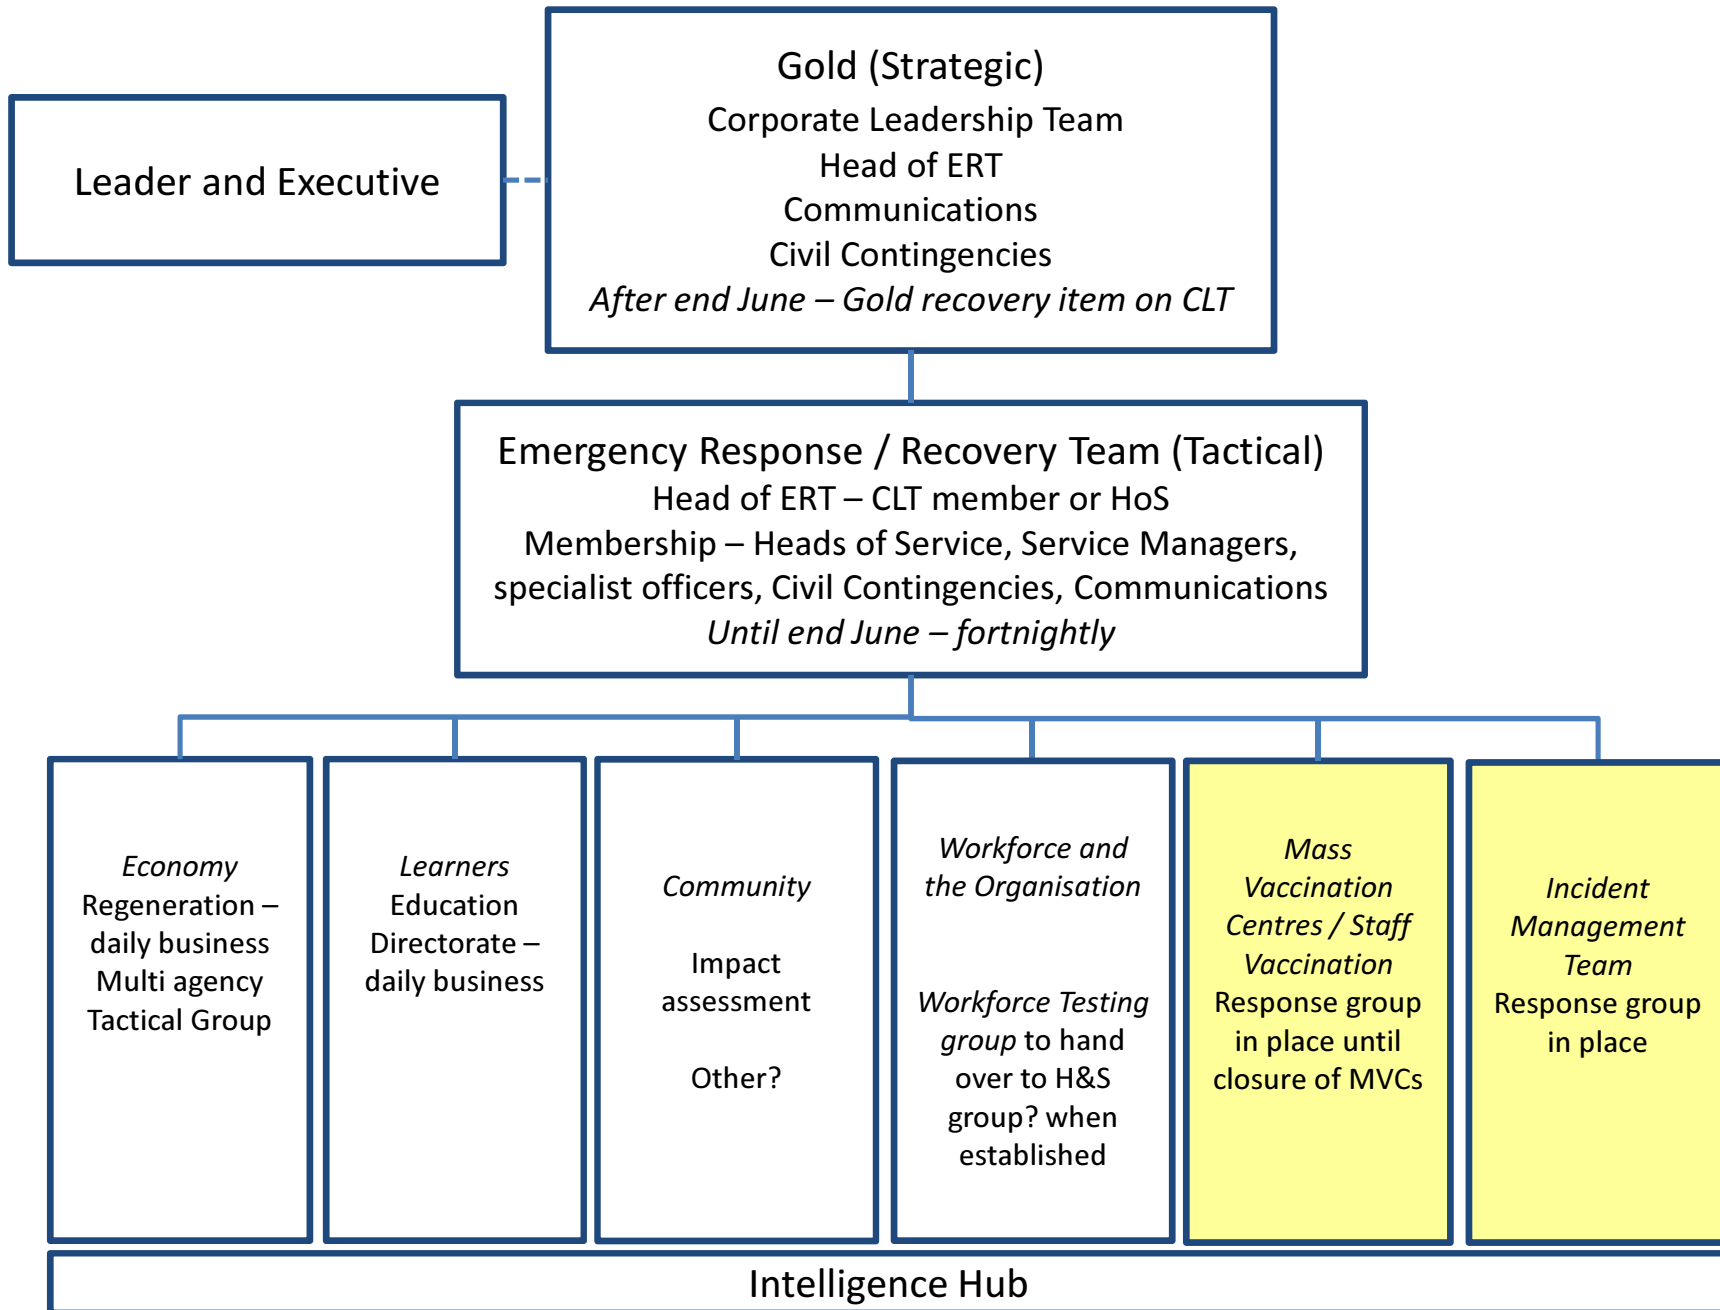 Gold (Strategic)
Corporate Leadership Team
Head of ERT
Communications
Civil Contingencies
After end June – Gold recovery item on CLT
Leader and Executive
Emergency Response / Recovery Team (Tactical)
Head of ERT – CLT member or HoS
Membership – Heads of Service, Service Managers,
specialist officers, Civil Contingencies, Communications
Until end June – fortnightly
Economy
Regeneration –
daily business
Multi agency
Tactical Group
Learners
Education
Directorate –
daily business
Community
Impact
assessment
Other?
Workforce and
the Organisation
Workforce Testing
group to hand
over to H&S
group? when
established
Mass
Vaccination
Centres / Staff
Vaccination
Response group
in place until
closure of MVCs
Incident
Management
Team
Response group
in place
Intelligence Hub